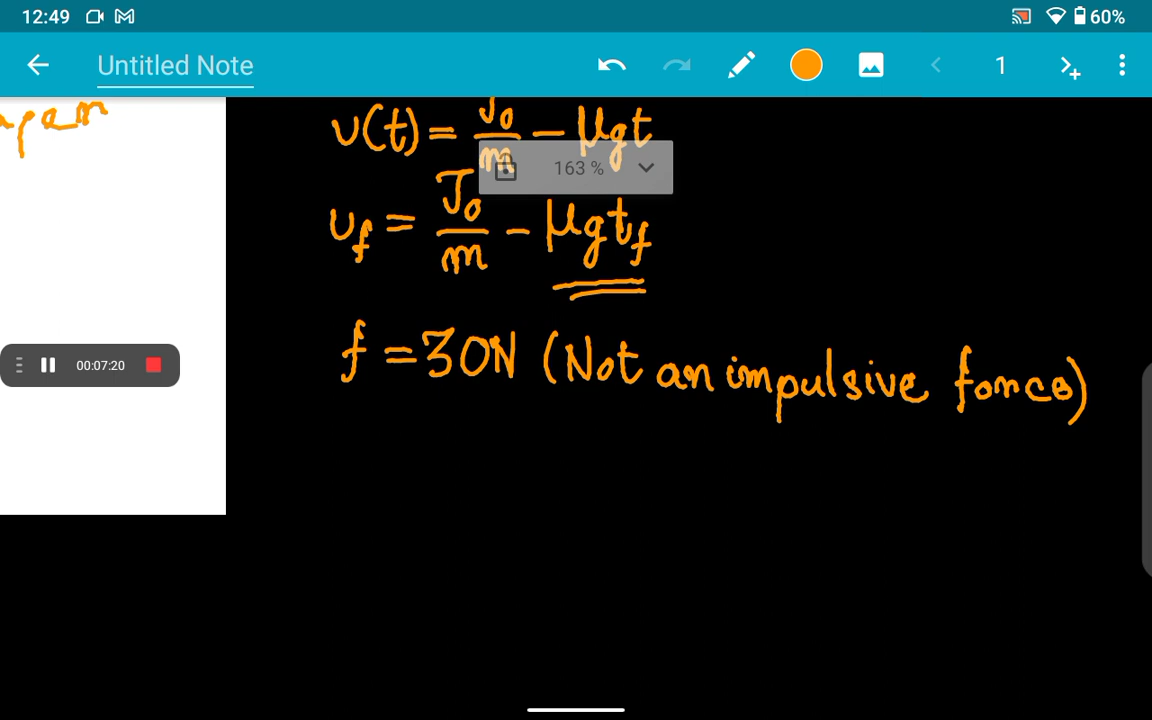 12:49
60%
Untitled Note
1
v(t) = J₀/m − μgt
163 %
v_f = J₀/m − μgt_f
00:07:20
f = 30N (Not an impulsive force)